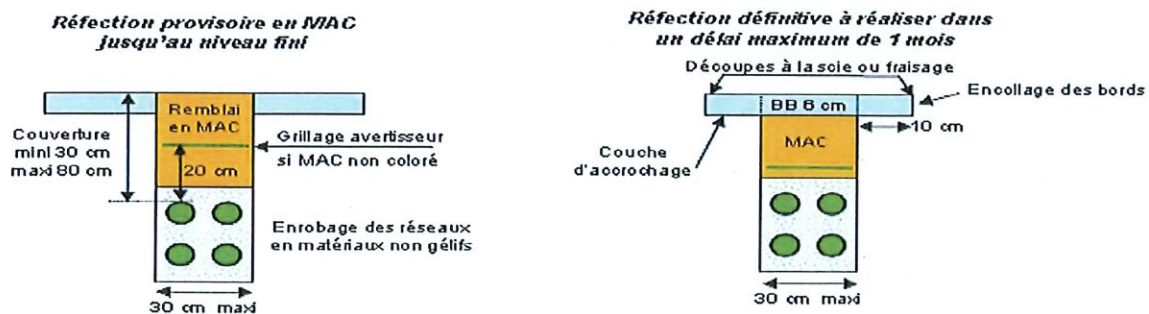 Réfection provisoire en MAC
jusqu'au niveau fini
Remblai
en MAC
Couverture
mini 30 cm
maxi 80 cm
20 cm
Grillage avertisseur
si MAC non coloré
Enrobage des réseaux
en matériaux non gélifs
30 cm maxi
Réfection définitive à réaliser dans
un délai maximum de 1 mois
Découpes à la soie ou fraisage
BB 6 cm
Encollage des bords
10 cm
MAC
Couche
d'accrochage
30 cm maxi